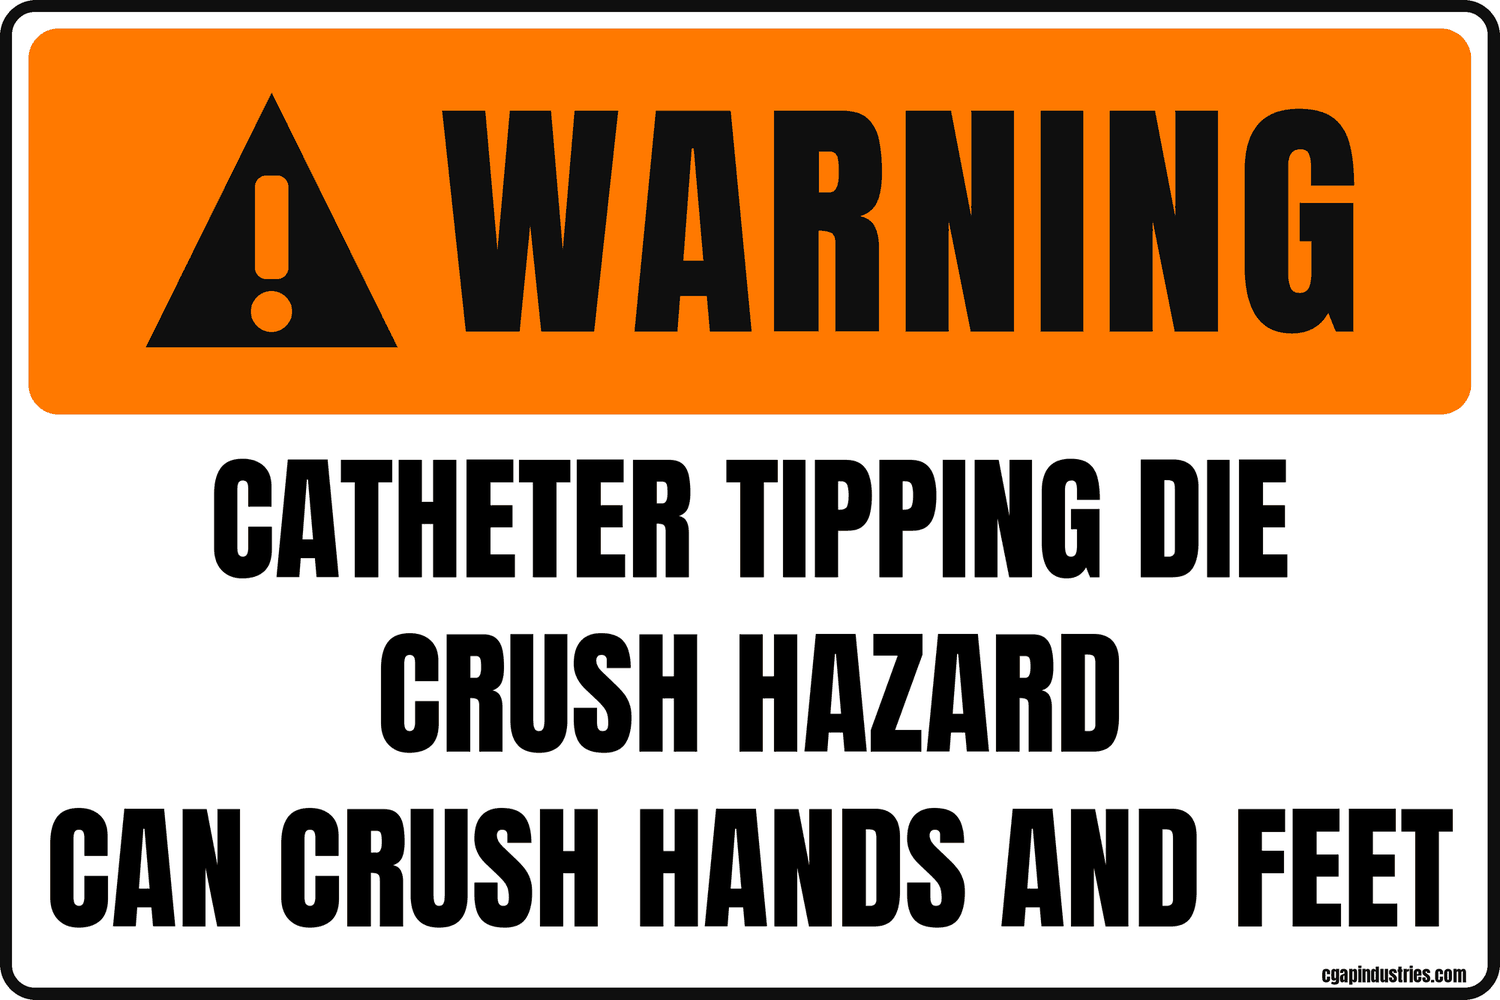 WARNING
CATHETER TIPPING DIE
CRUSH HAZARD
CAN CRUSH HANDS AND FEET
cgapindustries.com